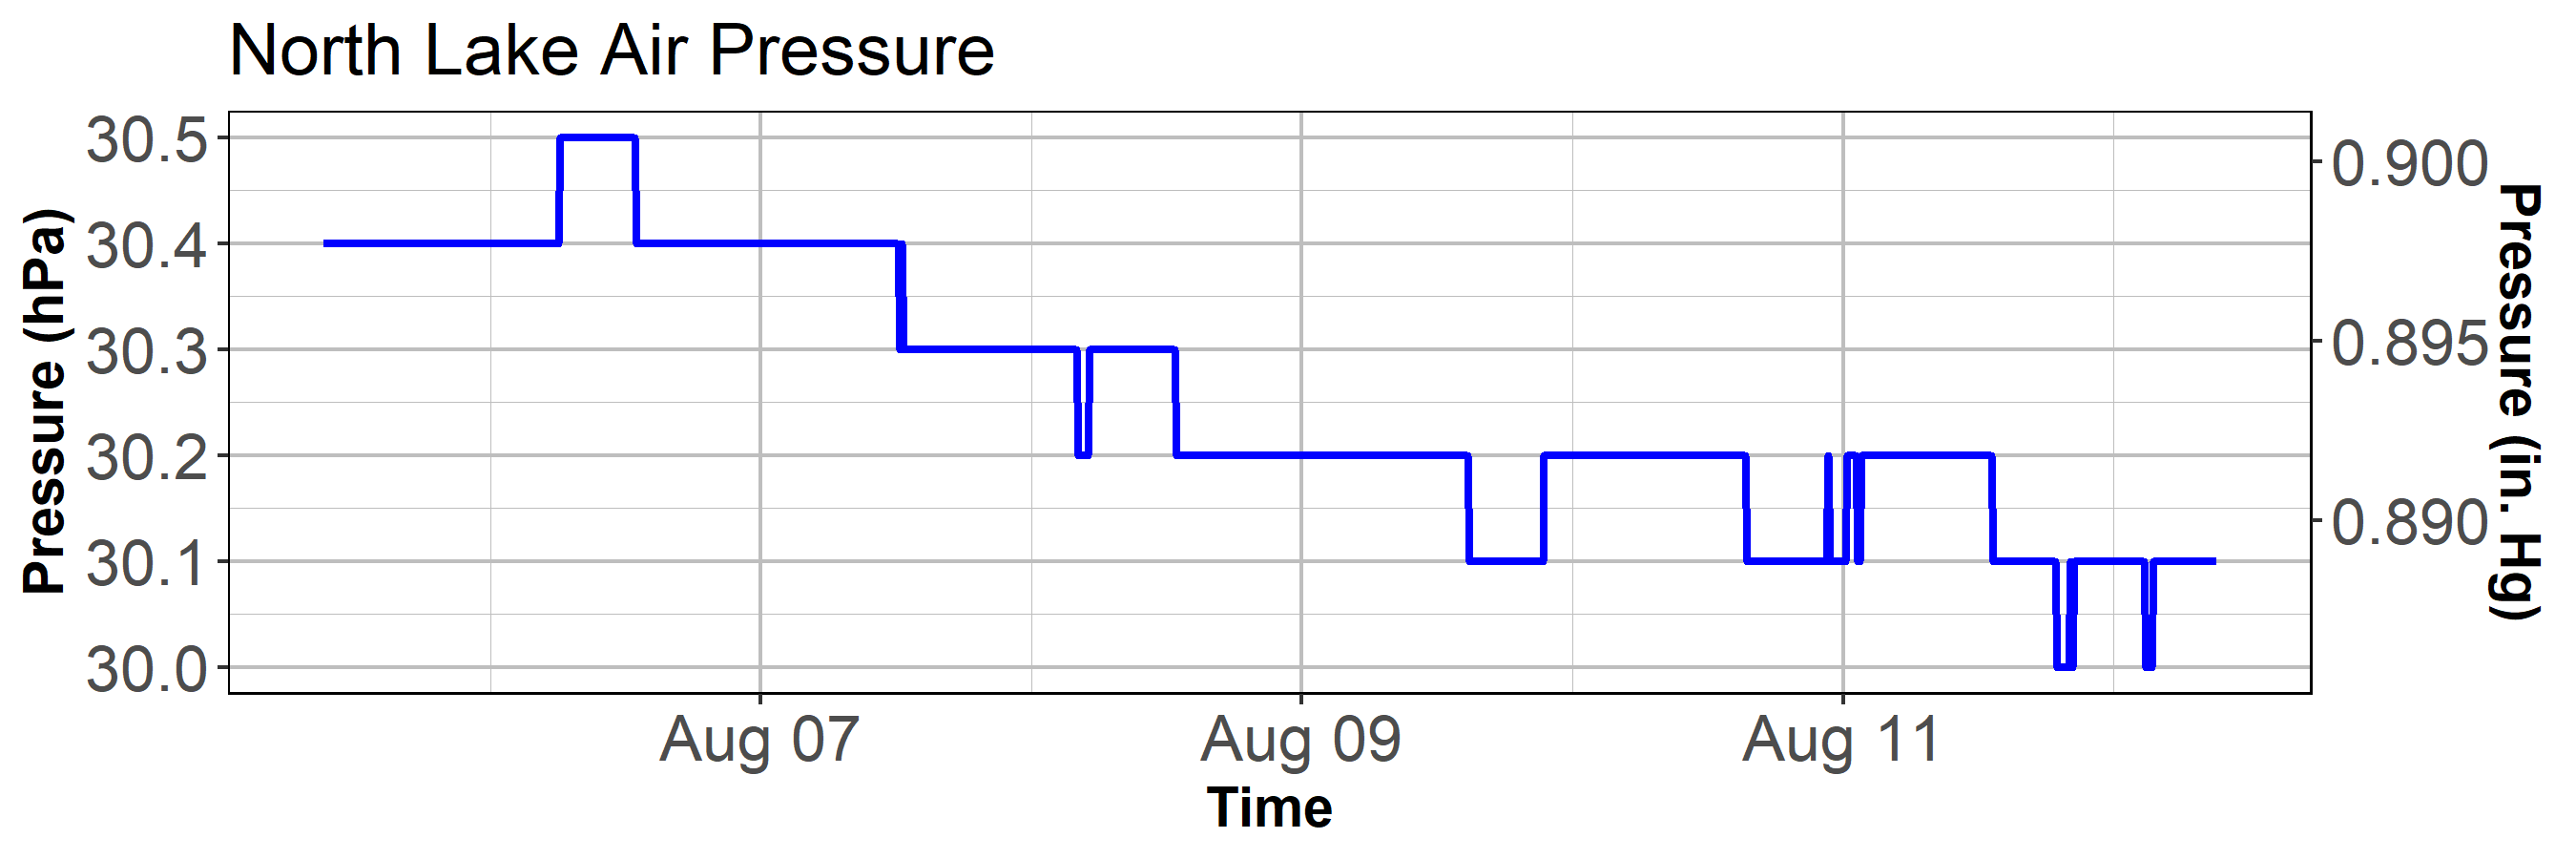 North Lake Air Pressure
Pressure (hPa)
30.5
30.4
30.3
30.2
30.1
30.0
0.900
0.895
0.890
Pressure (in. Hg)
Aug 07
Aug 09
Aug 11
Time